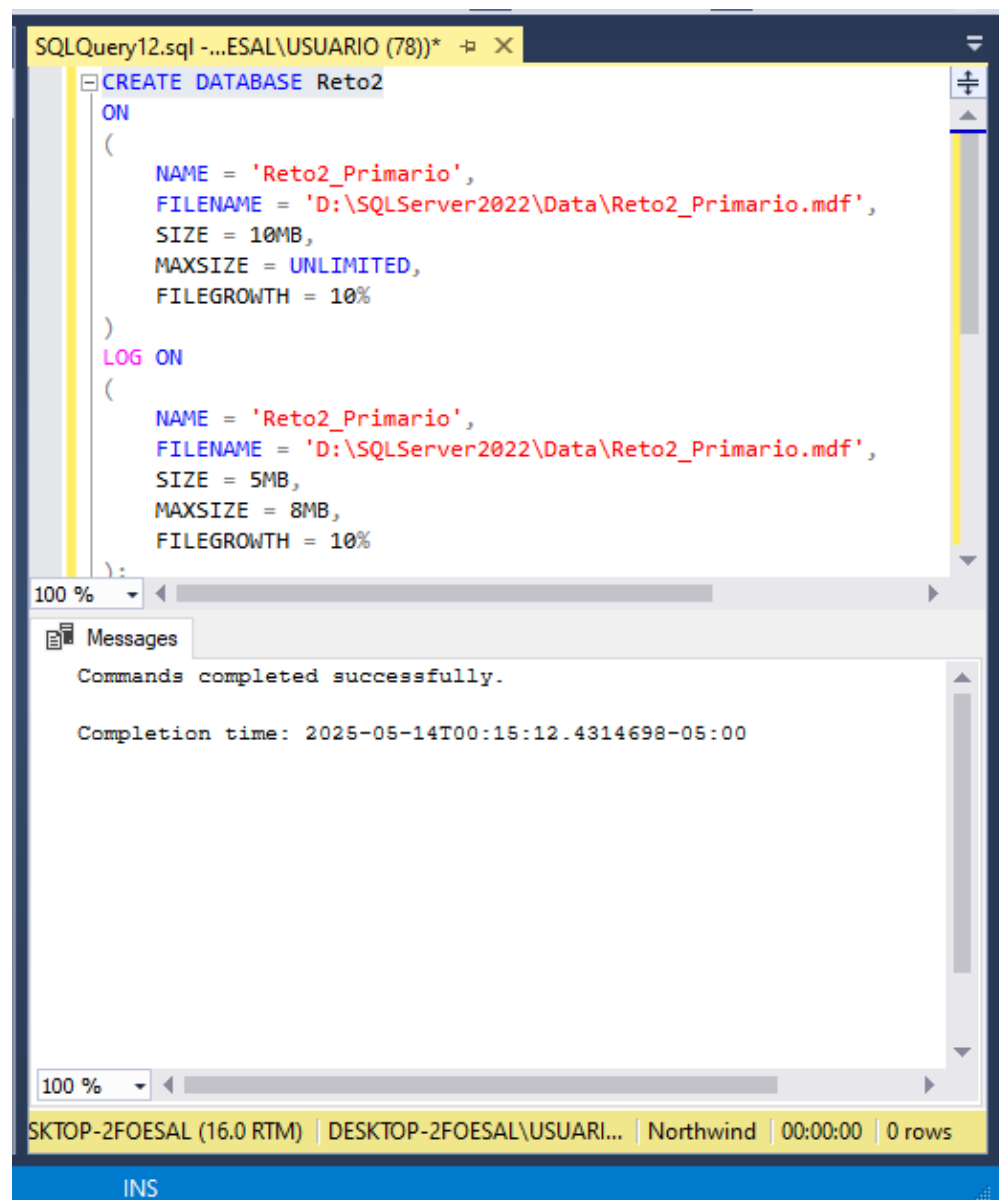 SQLQuery12.sql -...ESAL\USUARIO (78))*
CREATE DATABASE Reto2
ON
(
NAME = 'Reto2_Primario',
FILENAME = 'D:\SQLServer2022\Data\Reto2_Primario.mdf',
SIZE = 10MB,
MAXSIZE = UNLIMITED,
FILEGROWTH = 10%
)
LOG ON
(
NAME = 'Reto2_Primario',
FILENAME = 'D:\SQLServer2022\Data\Reto2_Primario.mdf',
SIZE = 5MB,
MAXSIZE = 8MB,
FILEGROWTH = 10%
);
100 %
Messages
Commands completed successfully.
Completion time: 2025-05-14T00:15:12.4314698-05:00
100 %
SKTOP-2FOESAL (16.0 RTM) DESKTOP-2FOESAL\USUARI... Northwind 00:00:00 0 rows
INS